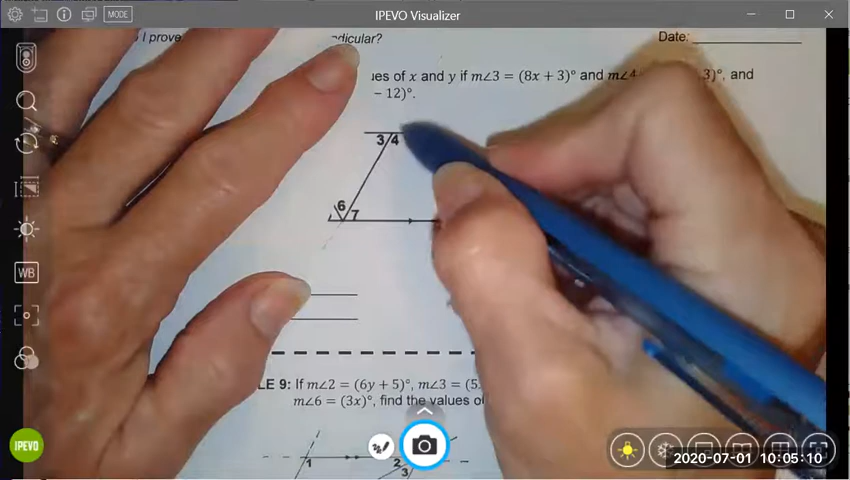 IPEVO Visualizer
MODE
I prove
dicular?
Date:
ues of x and y if m∠3 = (8x + 3)° and m∠4 3)°, and
− 12)°.
3 4
6
7
WB
LE 9: If m∠2 = (6y + 5)°, m∠3 = (5
m∠6 = (3x)°, find the values of
1
2
3
iPEVO
2020-07-01 10:05:10